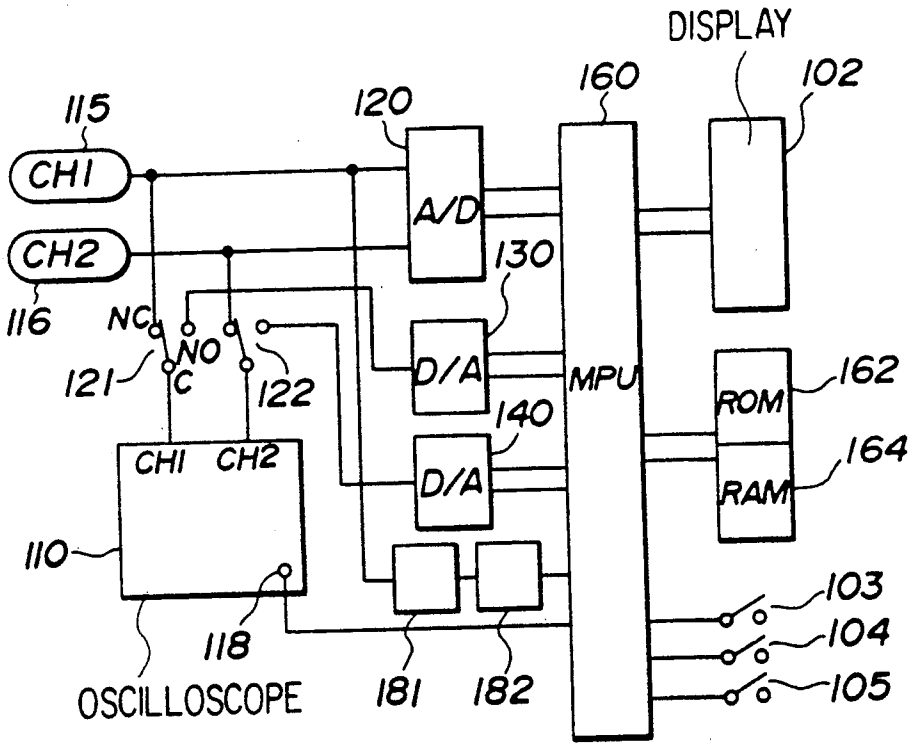 DISPLAY
115
120
160
102
CH1
A/D
CH2
130
116
NC
NO
121
C
122
D/A
MPU
ROM
162
140
CH1
CH2
D/A
RAM
164
110
118
181
182
103
104
105
OSCILLOSCOPE